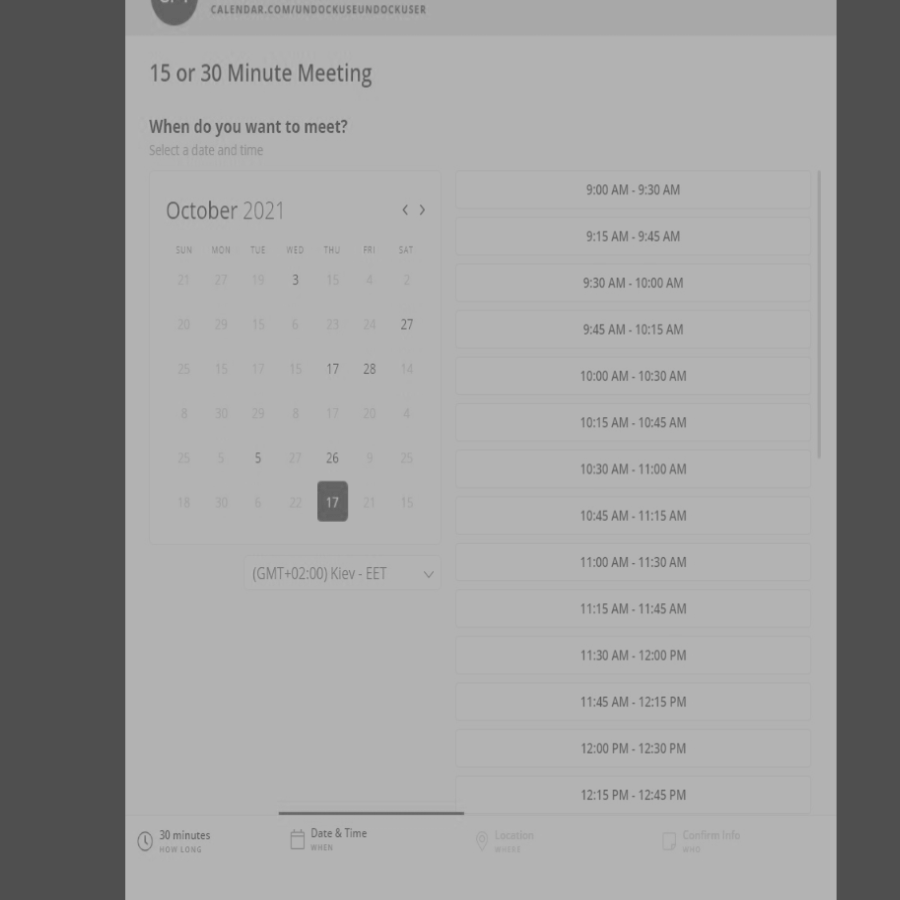 CALENDAR.COM/UNDOCKUSEUNDOCKUSER
15 or 30 Minute Meeting
When do you want to meet?
Select a date and time
October 2021
SUN MON TUE WED THU FRI SAT
21 27 19 3 15 4 2
20 29 15 6 23 24 27
25 15 17 15 17 28 14
8 30 29 8 17 20 4
25 5 5 27 26 9 25
18 30 6 22 17 21 15
(GMT+02:00) Kiev - EET
9:00 AM - 9:30 AM
9:15 AM - 9:45 AM
9:30 AM - 10:00 AM
9:45 AM - 10:15 AM
10:00 AM - 10:30 AM
10:15 AM - 10:45 AM
10:30 AM - 11:00 AM
10:45 AM - 11:15 AM
11:00 AM - 11:30 AM
11:15 AM - 11:45 AM
11:30 AM - 12:00 PM
11:45 AM - 12:15 PM
12:00 PM - 12:30 PM
12:15 PM - 12:45 PM
30 minutes
HOW LONG
Date & Time
WHEN
Location
WHERE
Confirm Info
WHO